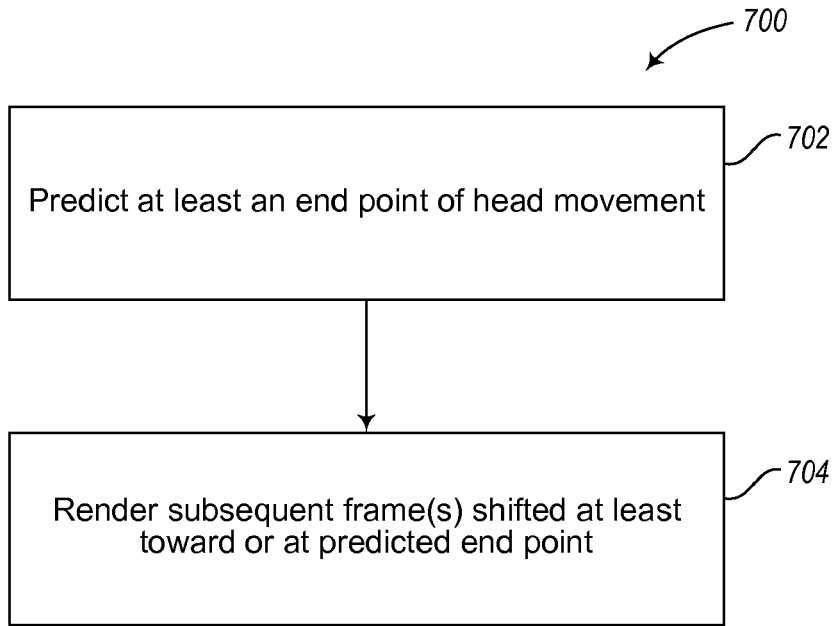 700
702
Predict at least an end point of head movement
704
Render subsequent frame(s) shifted at least
toward or at predicted end point